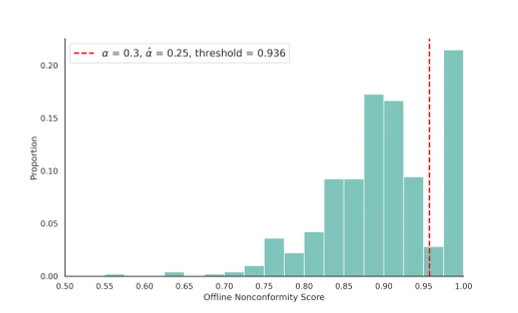 α = 0.3, α̂ = 0.25, threshold = 0.936
Proportion
0.20
0.15
0.10
0.05
0.00
0.50 0.55 0.60 0.65 0.70 0.75 0.80 0.85 0.90 0.95 1.00
Offline Nonconformity Score